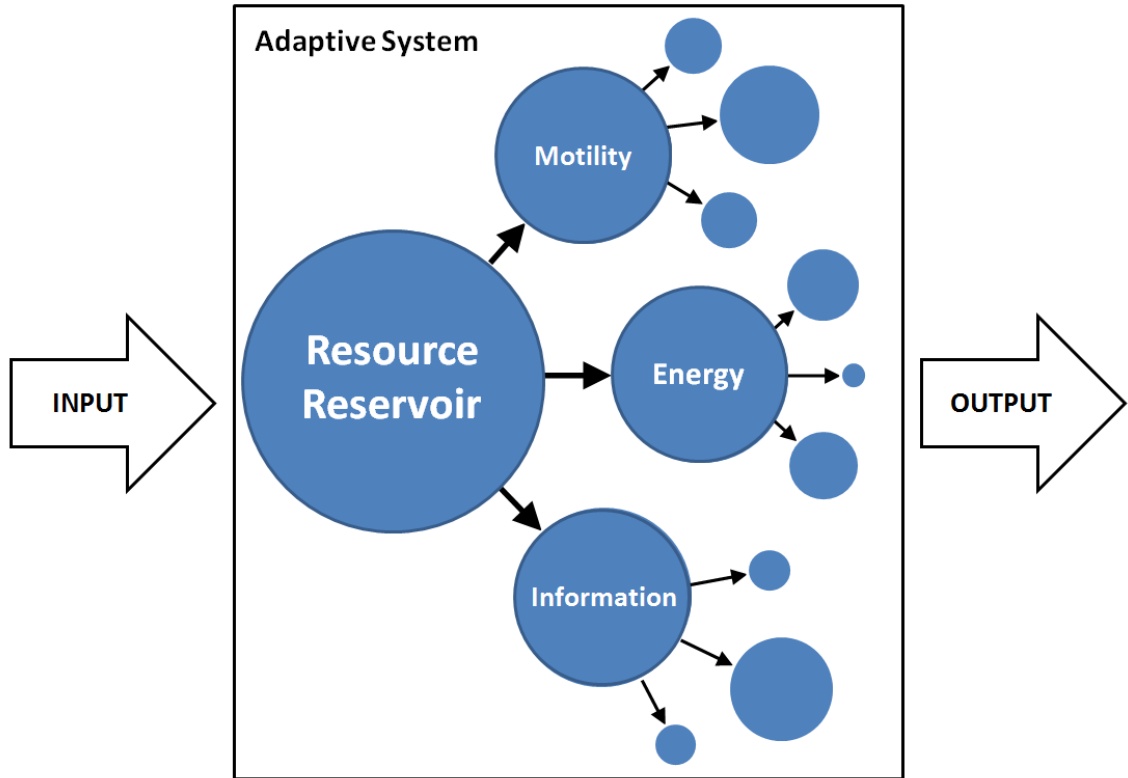 Adaptive System
Motility
Resource
Reservoir
Energy
INPUT
OUTPUT
Information